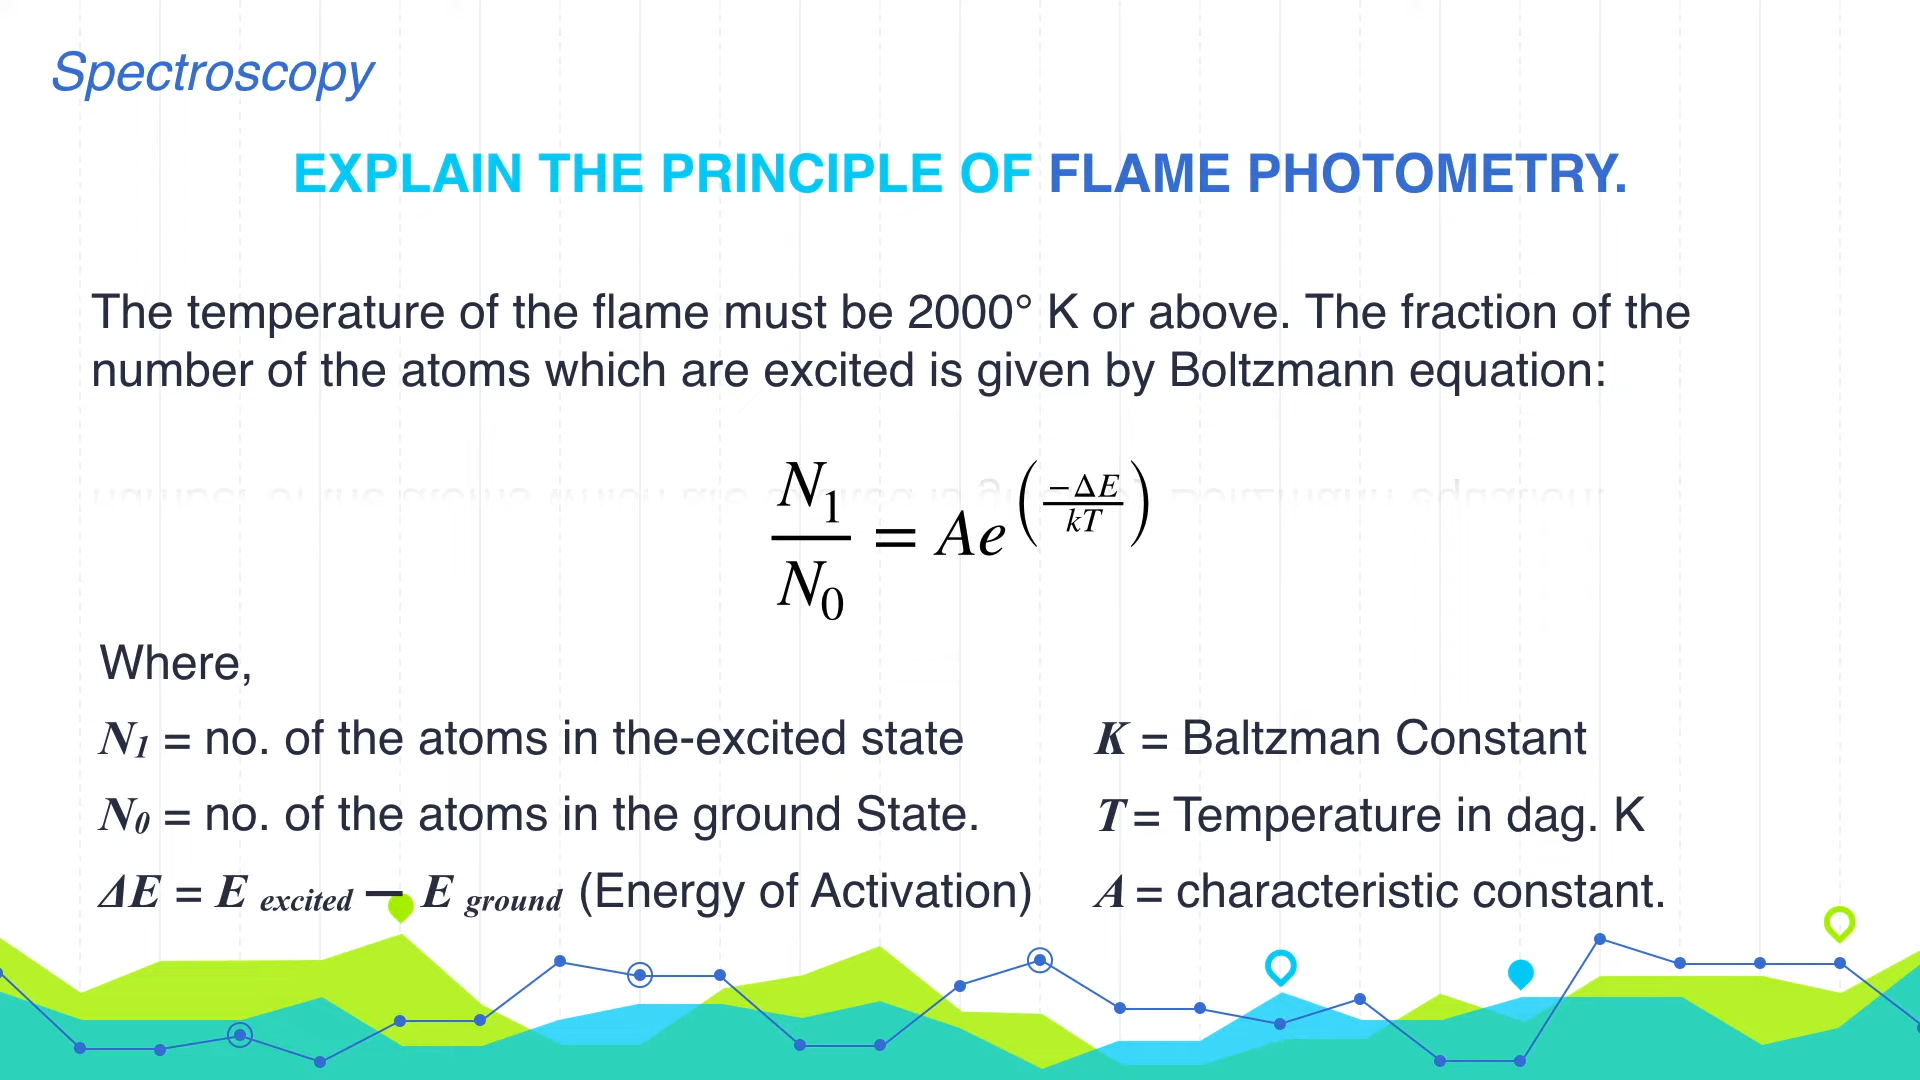 Spectroscopy
EXPLAIN THE PRINCIPLE OF FLAME PHOTOMETRY.
The temperature of the flame must be 2000° K or above. The fraction of the
number of the atoms which are excited is given by Boltzmann equation:
N₁/N₀ = Ae^(−ΔE/kT)
Where,
N₁ = no. of the atoms in the-excited state
N₀ = no. of the atoms in the ground State.
ΔE = E excited − E ground (Energy of Activation)
K = Baltzman Constant
T = Temperature in dag. K
A = characteristic constant.